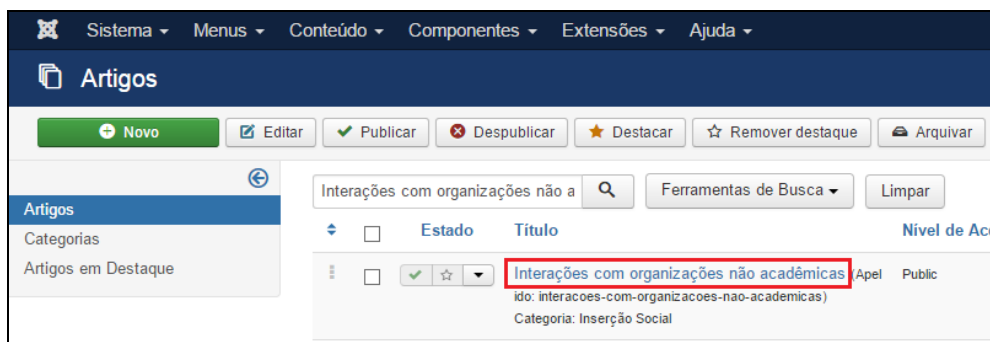 Sistema Menus Conteúdo Componentes Extensões Ajuda
Artigos
Novo Editar Publicar Despublicar Destacar Remover destaque Arquivar
Interações com organizações não a Ferramentas de Busca Limpar
Artigos
Categorias
Artigos em Destaque
Estado Título Nível de Ac
Interações com organizações não acadêmicas (Apel Public
ido: interacoes-com-organizacoes-nao-academicas)
Categoria: Inserção Social